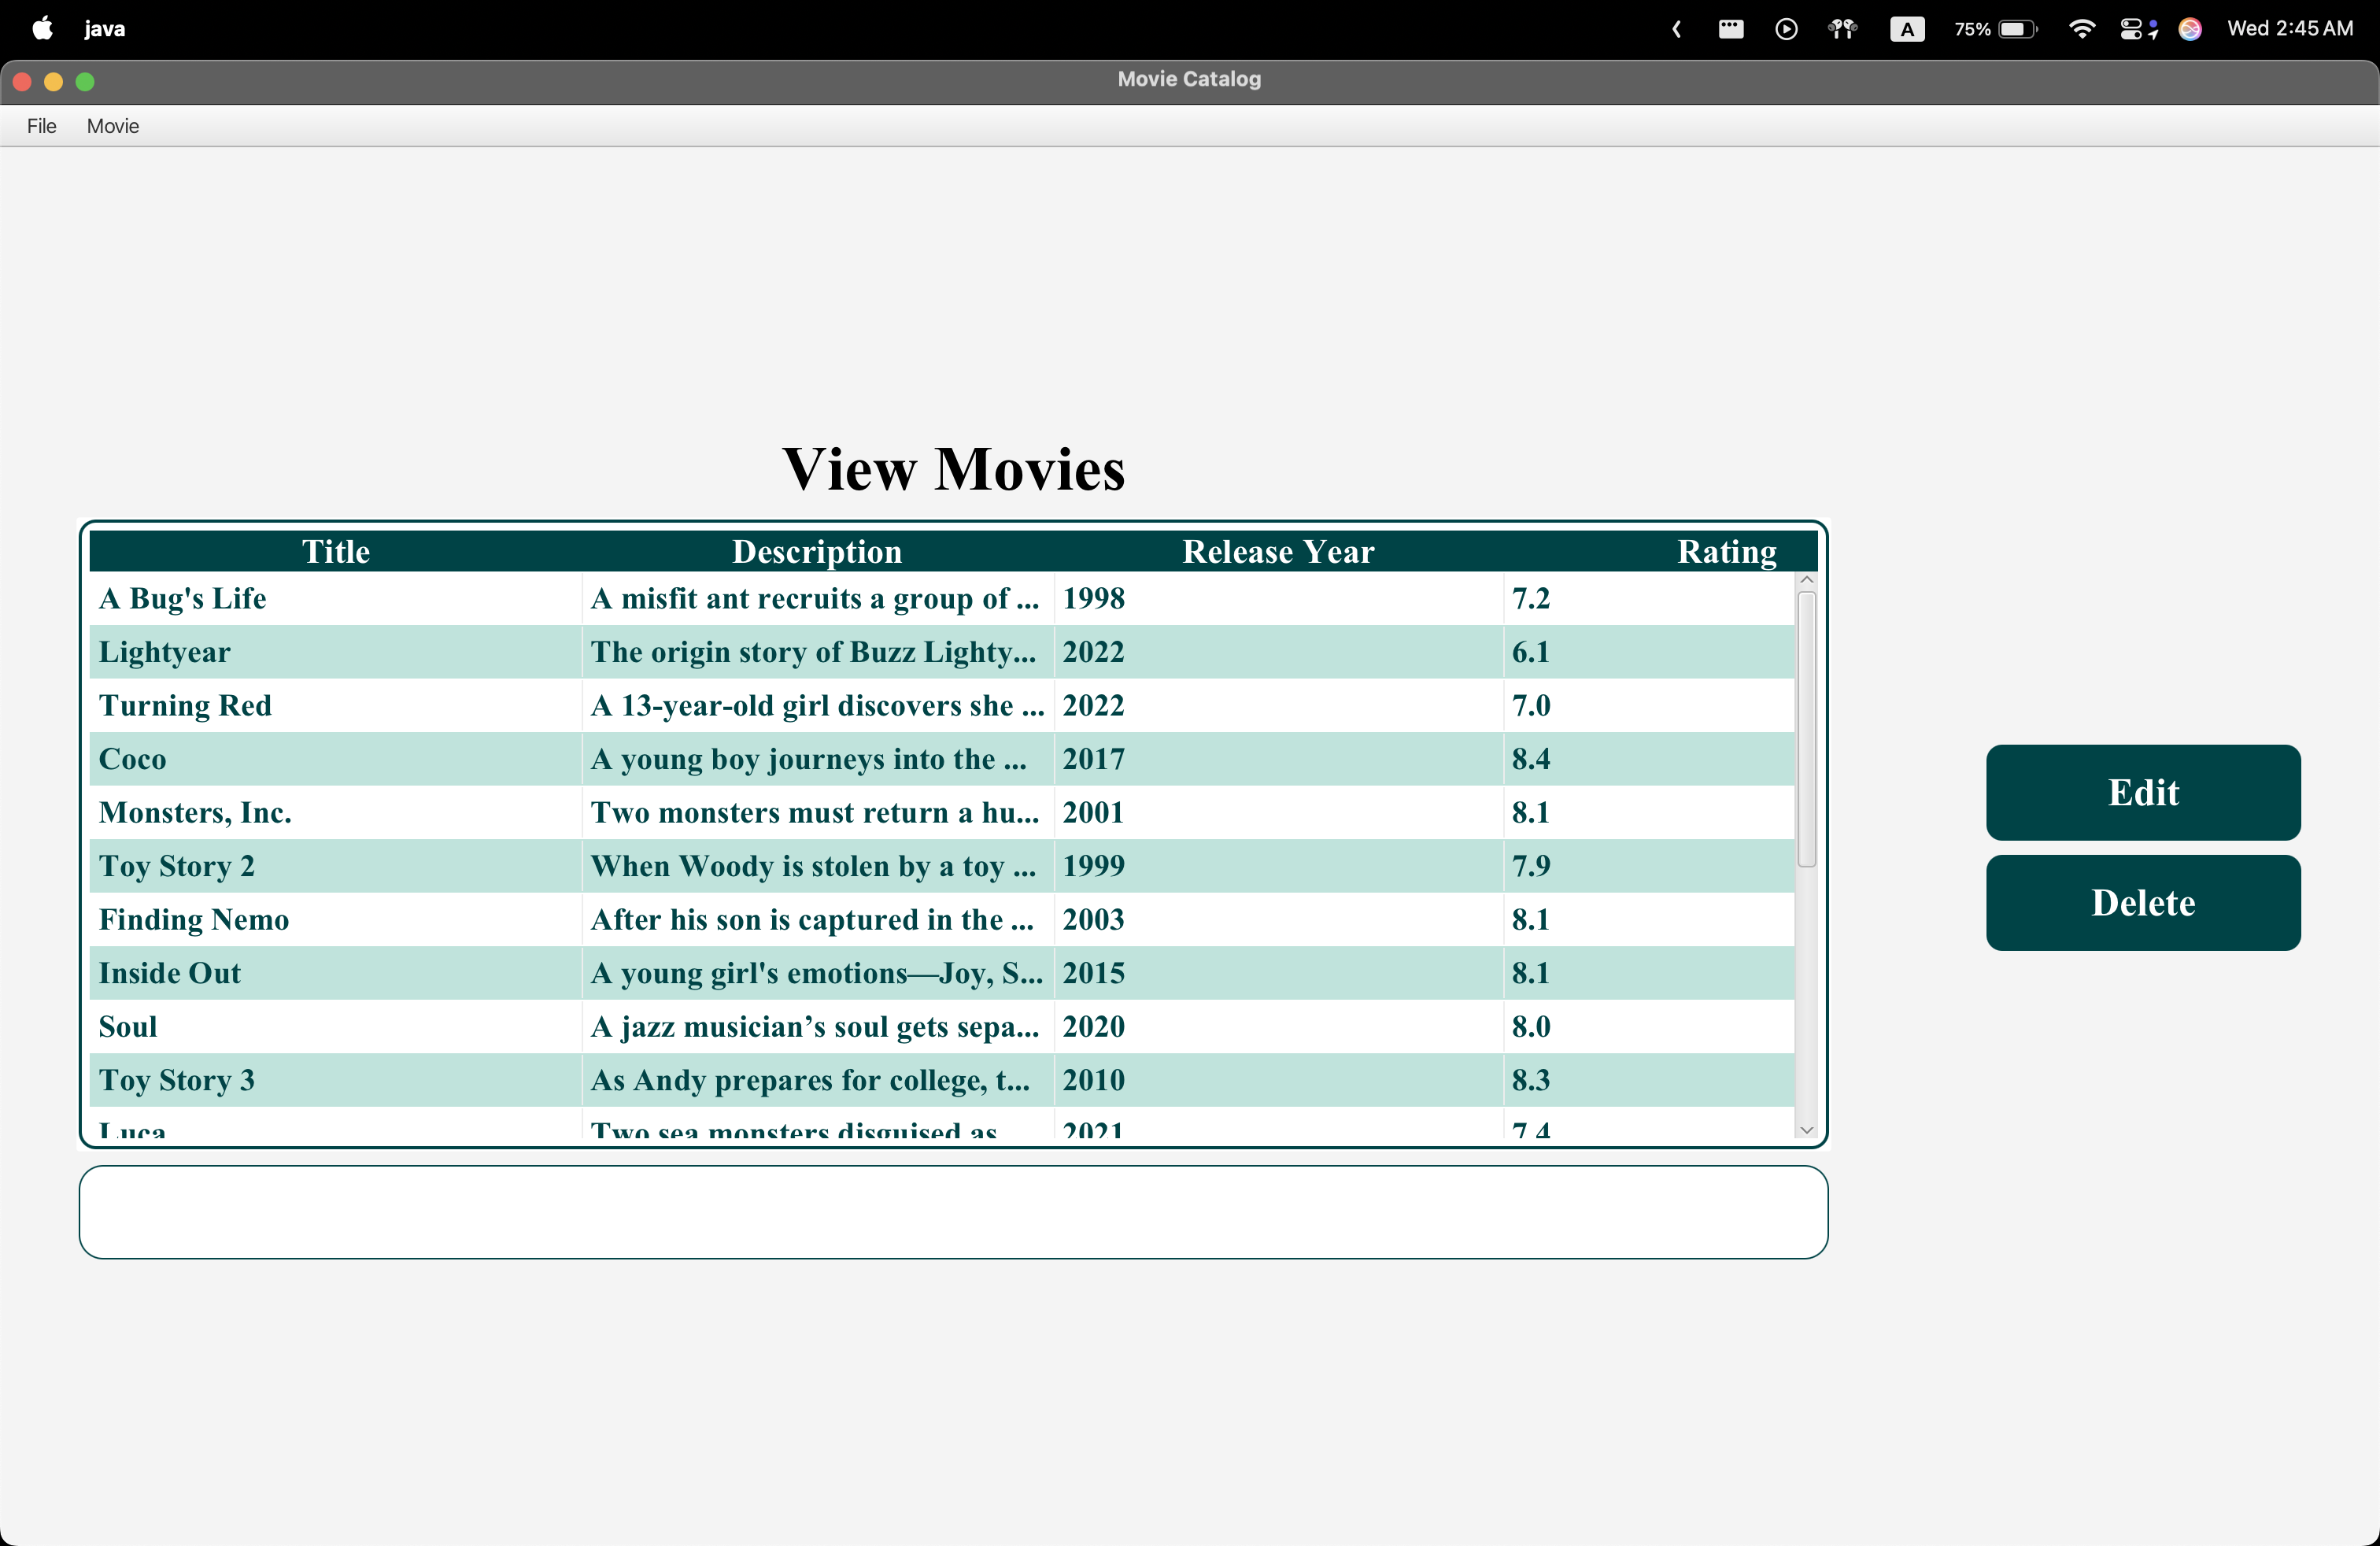 java
A
75%
Wed 2:45 AM
Movie Catalog
File Movie
View Movies
Title Description Release Year Rating
A Bug's Life A misfit ant recruits a group of ... 1998 7.2
Lightyear The origin story of Buzz Lighty... 2022 6.1
Turning Red A 13-year-old girl discovers she ... 2022 7.0
Coco A young boy journeys into the ... 2017 8.4
Monsters, Inc. Two monsters must return a hu... 2001 8.1
Toy Story 2 When Woody is stolen by a toy ... 1999 7.9
Finding Nemo After his son is captured in the ... 2003 8.1
Inside Out A young girl's emotions—Joy, S... 2015 8.1
Soul A jazz musician’s soul gets sepa... 2020 8.0
Toy Story 3 As Andy prepares for college, t... 2010 8.3
Luca Two sea monsters disguised as 2021 7.4
Edit
Delete